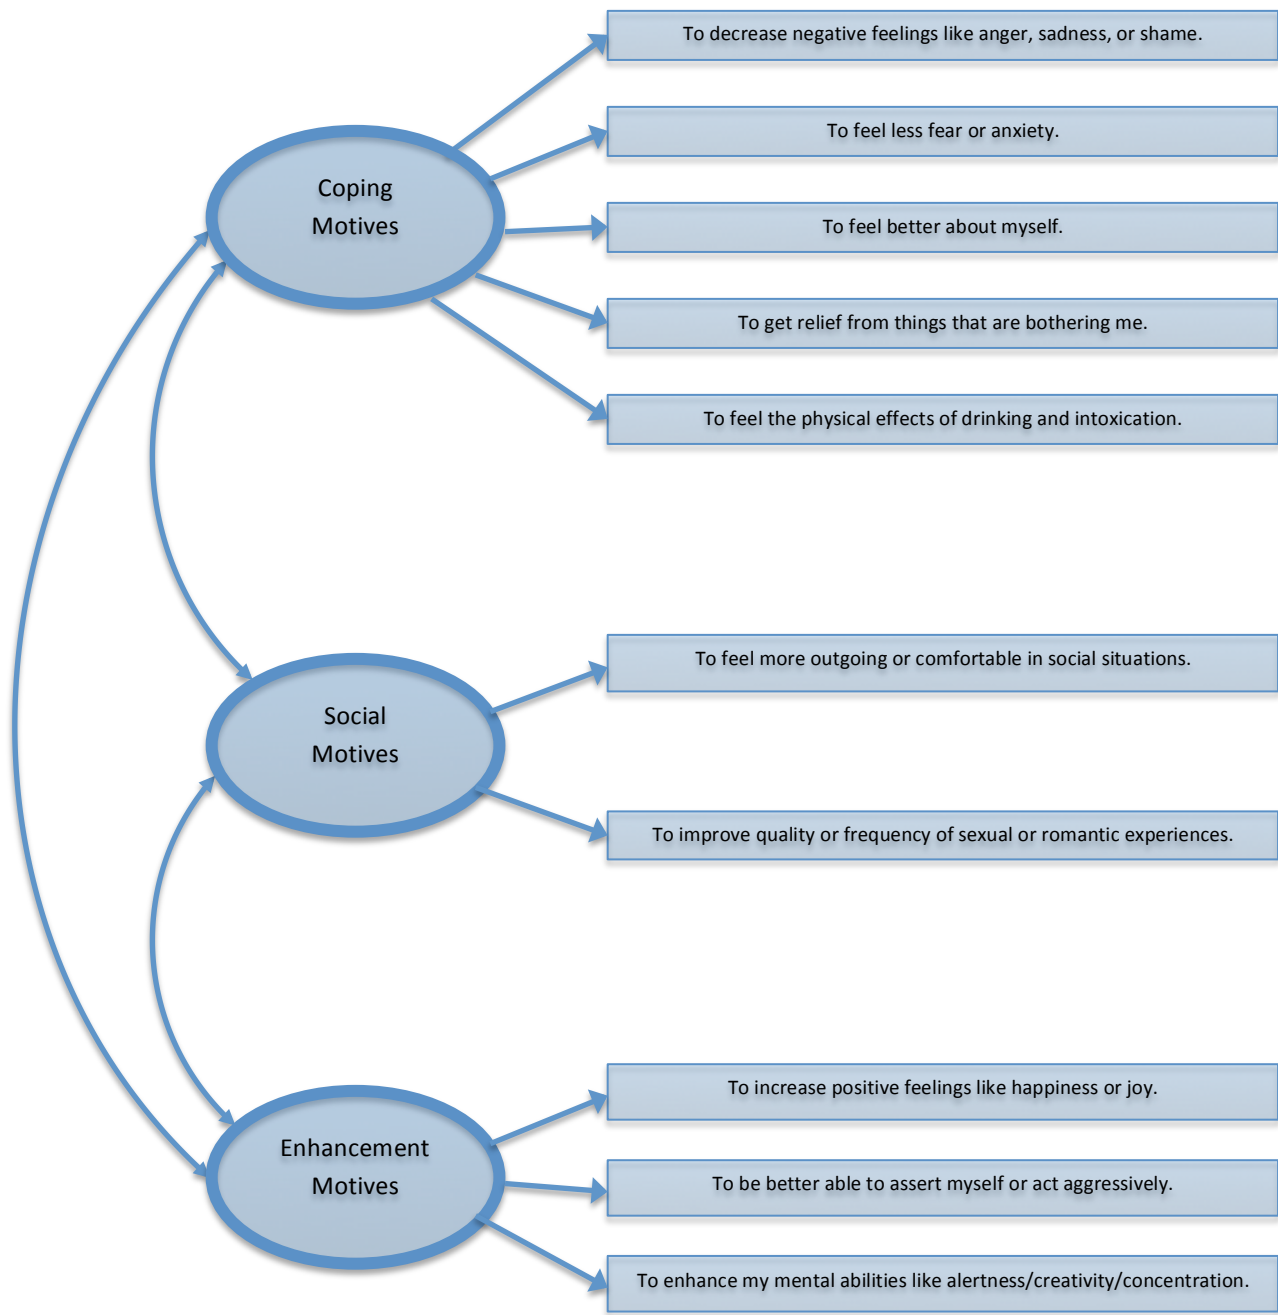 To decrease negative feelings like anger, sadness, or shame.
To feel less fear or anxiety.
Coping
Motives
To feel better about myself.
To get relief from things that are bothering me.
To feel the physical effects of drinking and intoxication.
To feel more outgoing or comfortable in social situations.
Social
Motives
To improve quality or frequency of sexual or romantic experiences.
To increase positive feelings like happiness or joy.
Enhancement
Motives
To be better able to assert myself or act aggressively.
To enhance my mental abilities like alertness/creativity/concentration.